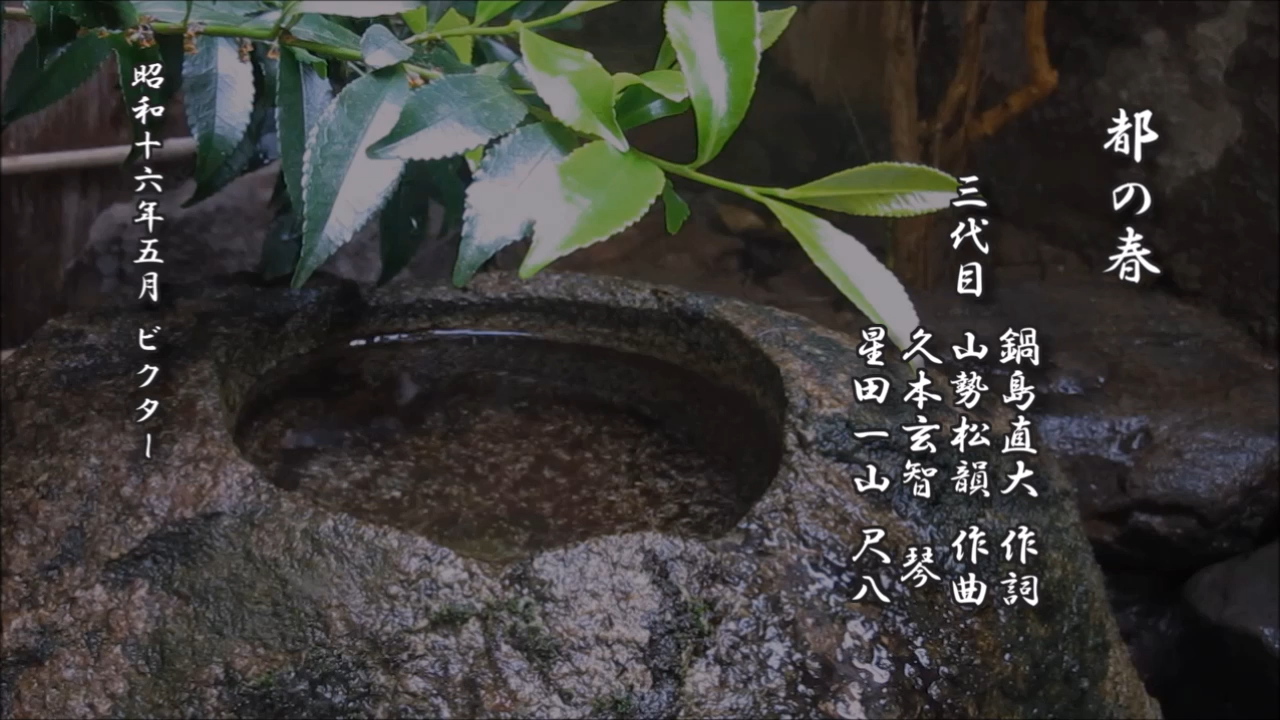 都の春
鍋島直大 作詞
三代目 山勢松韻 作曲
久本玄智 琴
星田一山 尺八
昭和十六年五月 ビクター